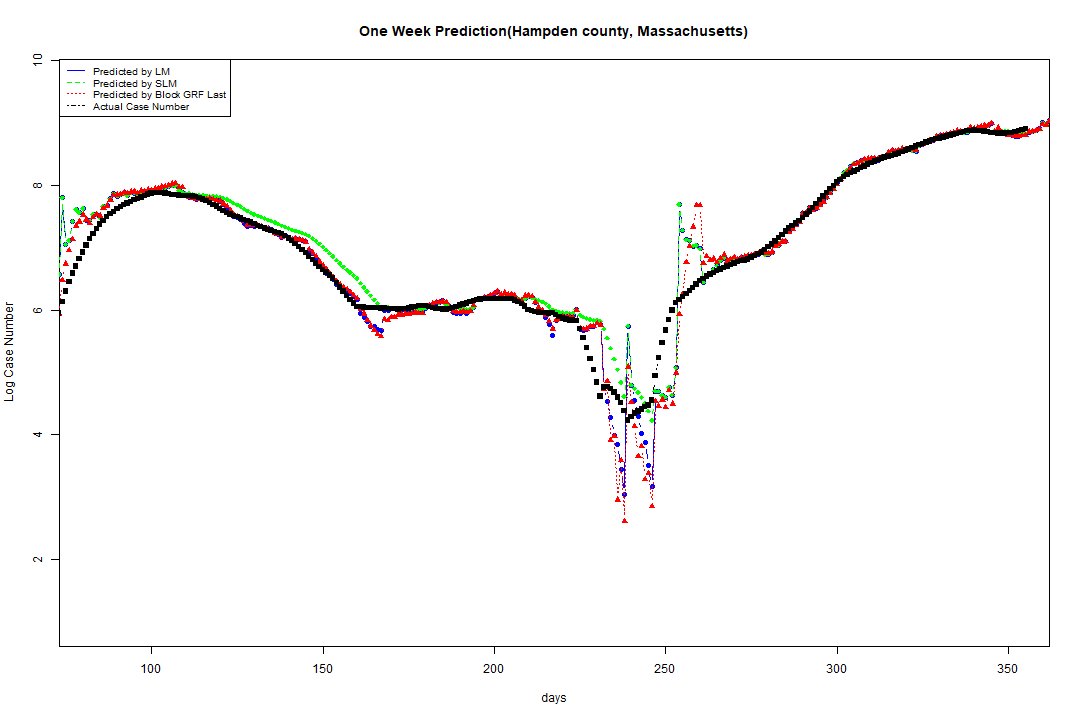 One Week Prediction(Hampden county, Massachusetts)
Predicted by LM
Predicted by SLM
Predicted by Block GRF Last
Actual Case Number
10
8
6
4
2
Log Case Number
100 150 200 250 300 350
days